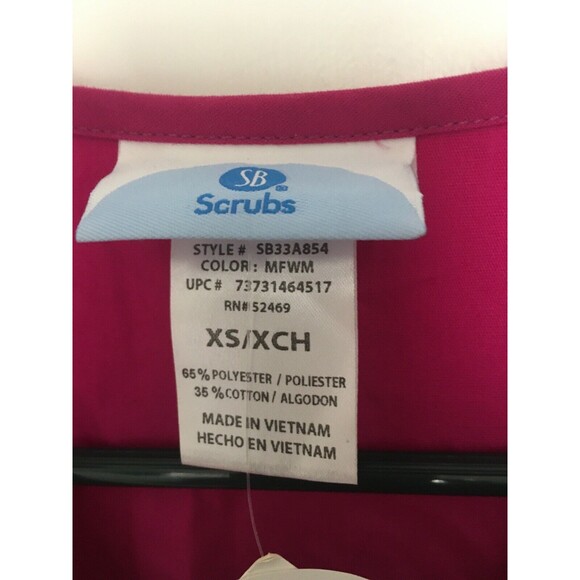 SB
Scrubs®
STYLE # SB33A854
COLOR: MFWM
UPC # 73731464517
RN# 52469
XS/XCH
65% POLYESTER / POLIESTER
35% COTTON / ALGODON
MADE IN VIETNAM
HECHO EN VIETNAM